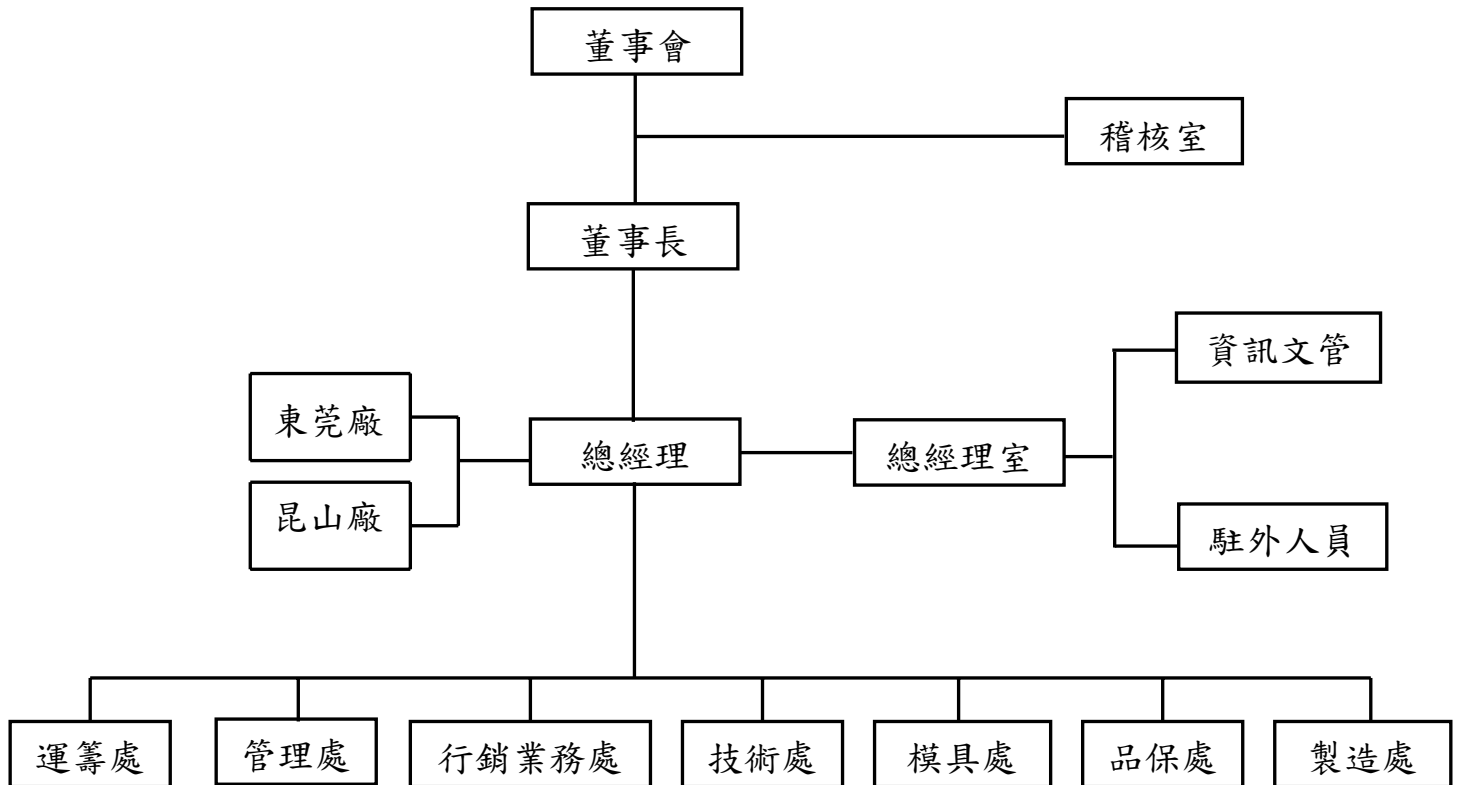 董事會
稽核室
董事長
資訊文管
東莞廠
總經理
總經理室
昆山廠
駐外人員
運籌處
管理處
行銷業務處
技術處
模具處
品保處
製造處